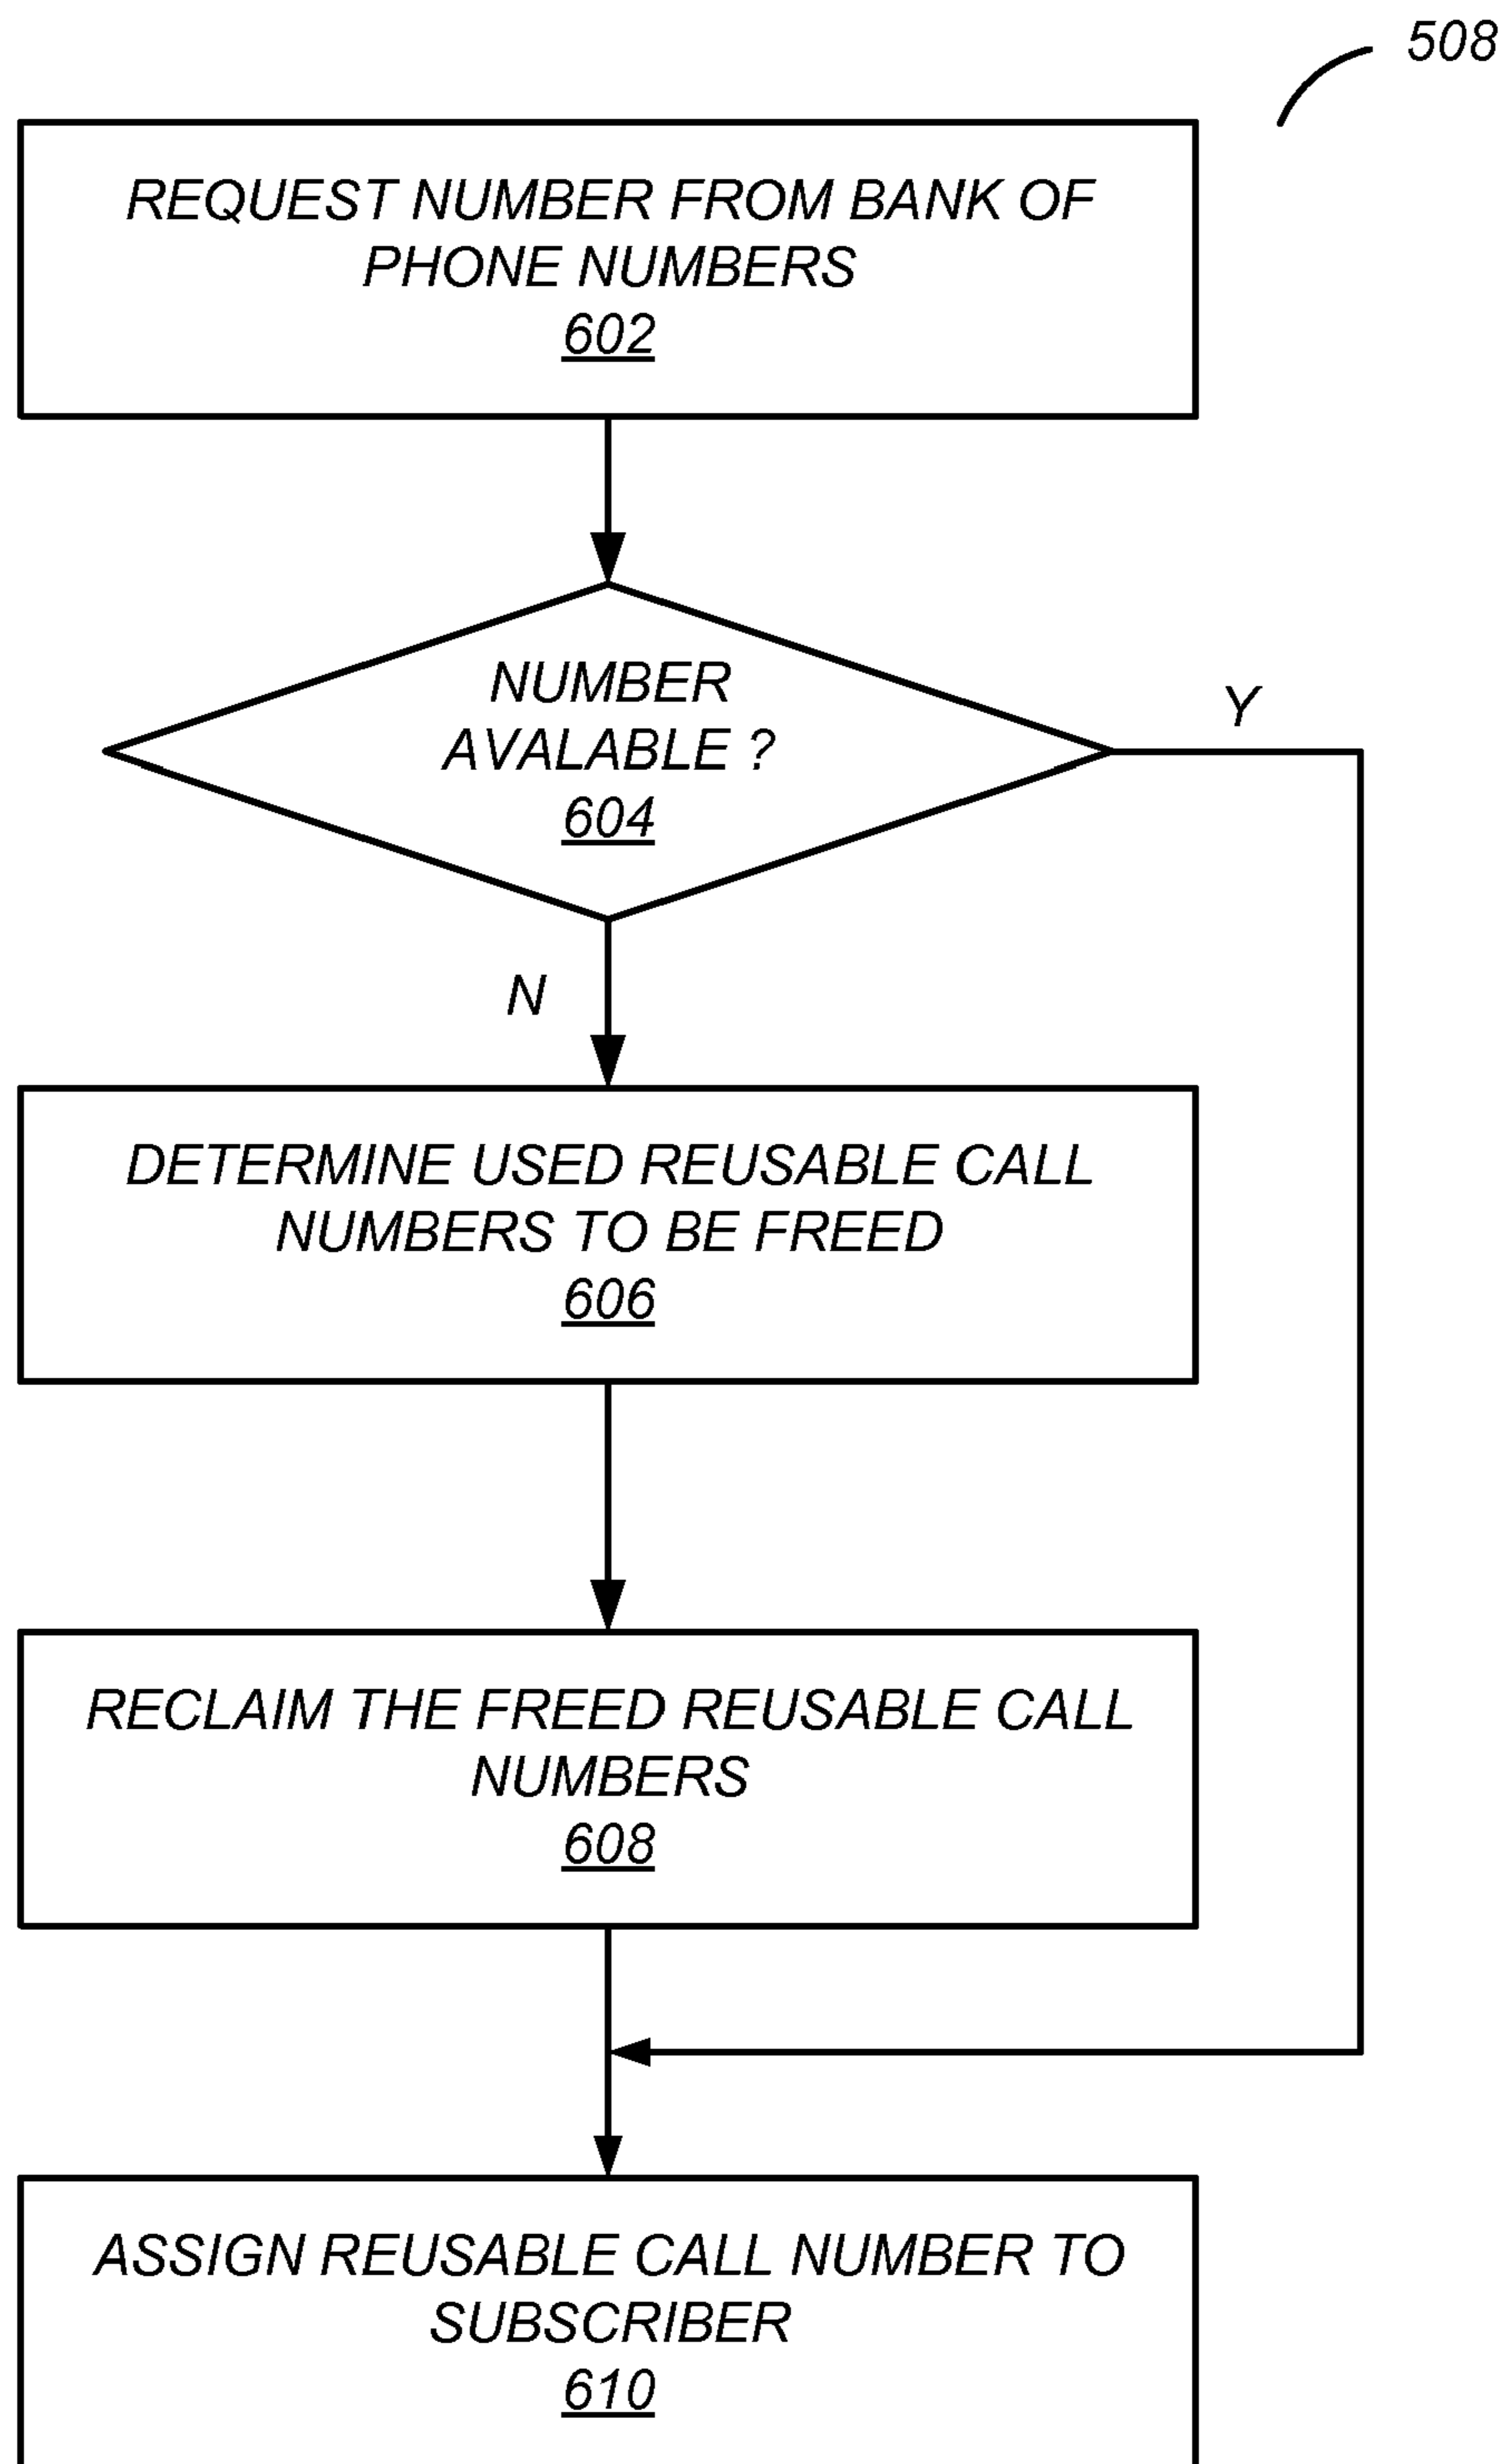 508
REQUEST NUMBER FROM BANK OF
PHONE NUMBERS
602
NUMBER
AVALABLE ?
604
Y
N
DETERMINE USED REUSABLE CALL
NUMBERS TO BE FREED
606
RECLAIM THE FREED REUSABLE CALL
NUMBERS
608
ASSIGN REUSABLE CALL NUMBER TO
SUBSCRIBER
610